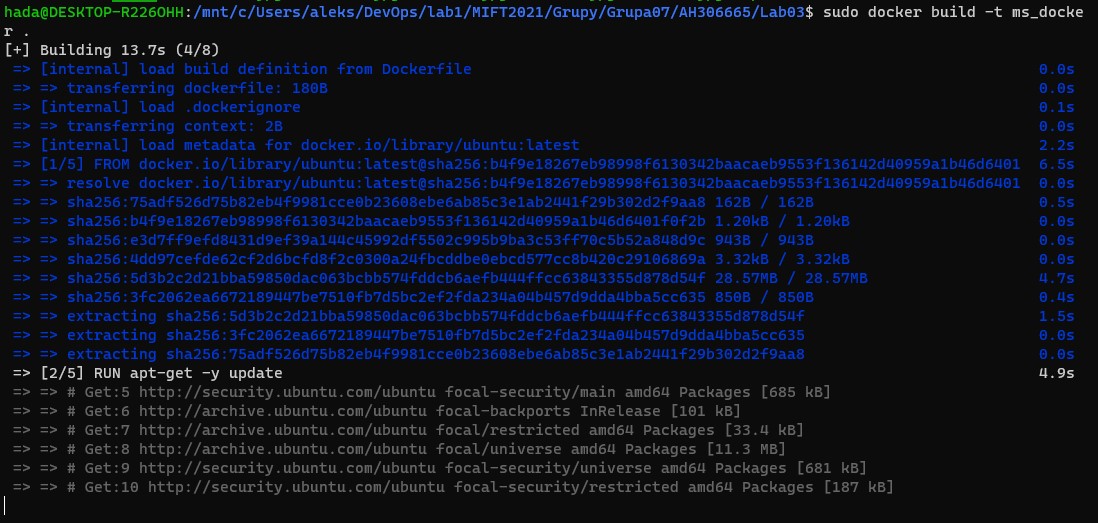 hada@DESKTOP-R226OHH:/mnt/c/Users/aleks/DevOps/lab1/MIFT2021/Grupy/Grupa07/AH306665/Lab03$ sudo docker build -t ms_docke
r .
[+] Building 13.7s (4/8)
=> [internal] load build definition from Dockerfile 0.0s
=> => transferring dockerfile: 180B 0.0s
=> [internal] load .dockerignore 0.1s
=> => transferring context: 2B 0.0s
=> [internal] load metadata for docker.io/library/ubuntu:latest 2.2s
=> [1/5] FROM docker.io/library/ubuntu:latest@sha256:b4f9e18267eb98998f6130342baacaeb9553f136142d40959a1b46d6401 6.5s
=> => resolve docker.io/library/ubuntu:latest@sha256:b4f9e18267eb98998f6130342baacaeb9553f136142d40959a1b46d6401 0.0s
=> => sha256:75adf526d75b82eb4f9981cce0b23608ebe6ab85c3e1ab2441f29b302d2f9aa8 162B / 162B 0.5s
=> => sha256:b4f9e18267eb98998f6130342baacaeb9553f136142d40959a1b46d6401f0f2b 1.20kB / 1.20kB 0.0s
=> => sha256:e3d7ff9efd8431d9ef39a144c45992df5502c995b9ba3c53ff70c5b52a848d9c 943B / 943B 0.0s
=> => sha256:4dd97cefde62cf2d6bcfd8f2c0300a24fbcddbe0ebcd577cc8b420c29106869a 3.32kB / 3.32kB 0.0s
=> => sha256:5d3b2c2d21bba59850dac063bcbb574fddcb6aefb444ffcc63843355d878d54f 28.57MB / 28.57MB 4.7s
=> => sha256:3fc2062ea6672189447be7510fb7d5bc2ef2fda234a04b457d9dda4bba5cc635 850B / 850B 0.4s
=> => extracting sha256:5d3b2c2d21bba59850dac063bcbb574fddcb6aefb444ffcc63843355d878d54f 1.5s
=> => extracting sha256:3fc2062ea6672189447be7510fb7d5bc2ef2fda234a04b457d9dda4bba5cc635 0.0s
=> => extracting sha256:75adf526d75b82eb4f9981cce0b23608ebe6ab85c3e1ab2441f29b302d2f9aa8 0.0s
=> [2/5] RUN apt-get -y update 4.9s
=> => # Get:5 http://security.ubuntu.com/ubuntu focal-security/main amd64 Packages [685 kB]
=> => # Get:6 http://archive.ubuntu.com/ubuntu focal-backports InRelease [101 kB]
=> => # Get:7 http://archive.ubuntu.com/ubuntu focal/restricted amd64 Packages [33.4 kB]
=> => # Get:8 http://archive.ubuntu.com/ubuntu focal/universe amd64 Packages [11.3 MB]
=> => # Get:9 http://security.ubuntu.com/ubuntu focal-security/universe amd64 Packages [681 kB]
=> => # Get:10 http://security.ubuntu.com/ubuntu focal-security/restricted amd64 Packages [187 kB]